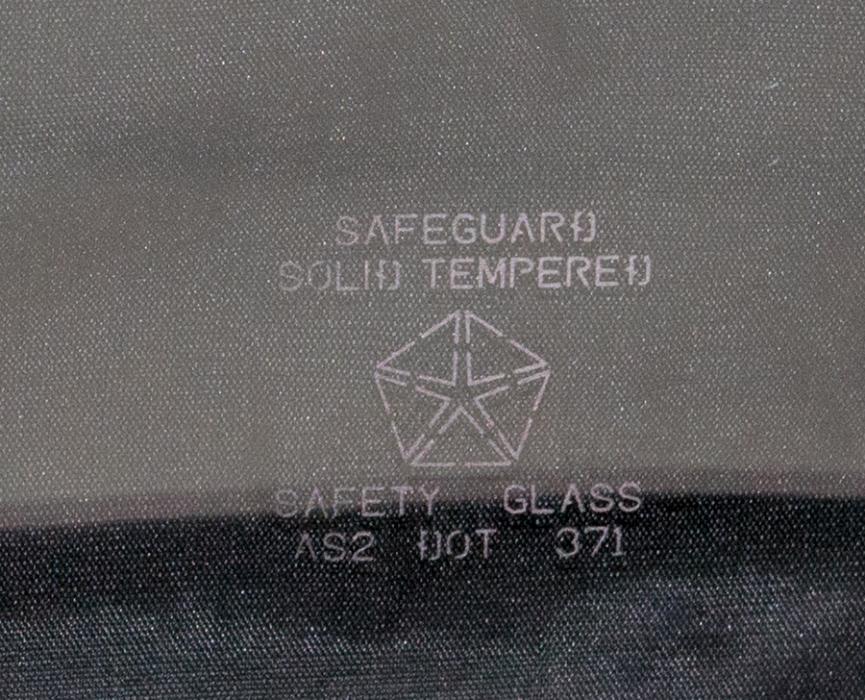 SAFEGUARD
SOLID TEMPERED
SAFETY GLASS
AS2 DOT 371